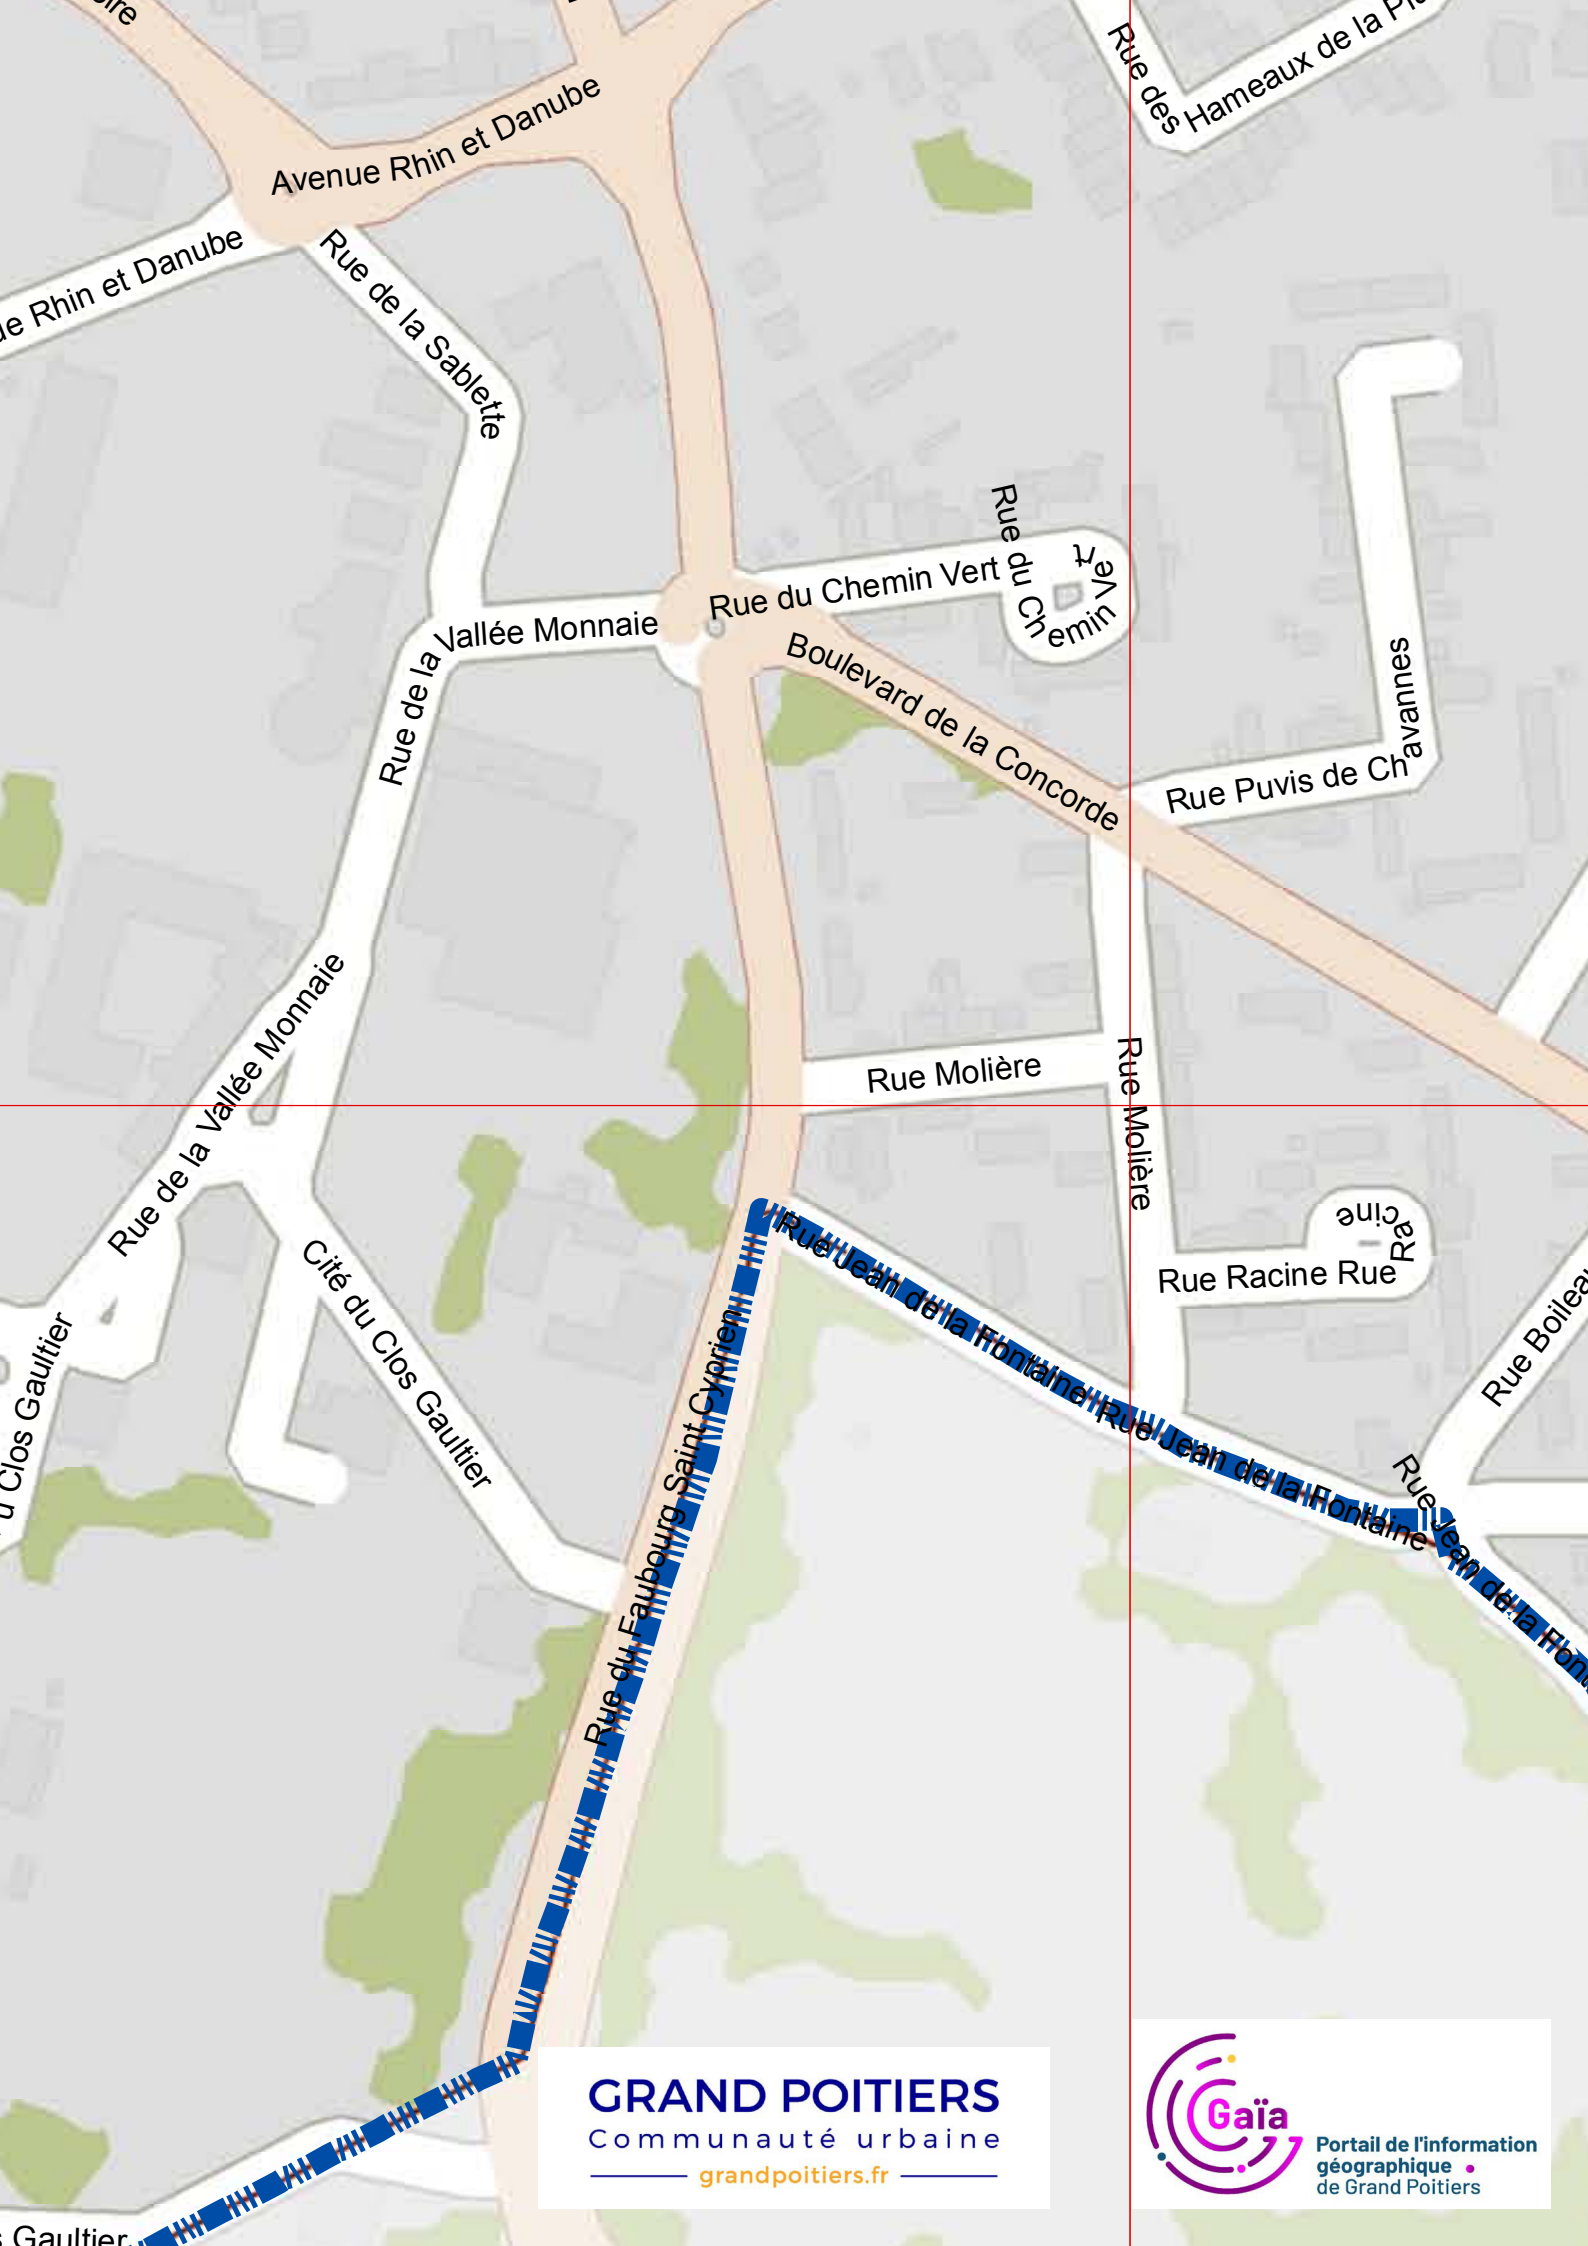 Rue des
Hameaux de la
Avenue Rhin et Danube
Rhin et Danube
Rue de la Sablette
Rue du Chemin Vert
Rue du Chemin Vert
Rue de la Vallée Monnaie
Boulevard de la Concorde
Rue Puvis de Chavannes
Rue de la Vallée Monnaie
Rue Molière
Rue Molière
Rue Racine Rue Racine
Cité du Clos Gaultier
Clos Gaultier
Rue Jean de la Fontaine Rue Jean de la Fontaine
Rue Jean de la
Rue du Faubourg Saint Cyprien
Gaultier
GRAND POITIERS
Communauté urbaine
grandpoitiers.fr
Gaïa
Portail de l'information
géographique
de Grand Poitiers